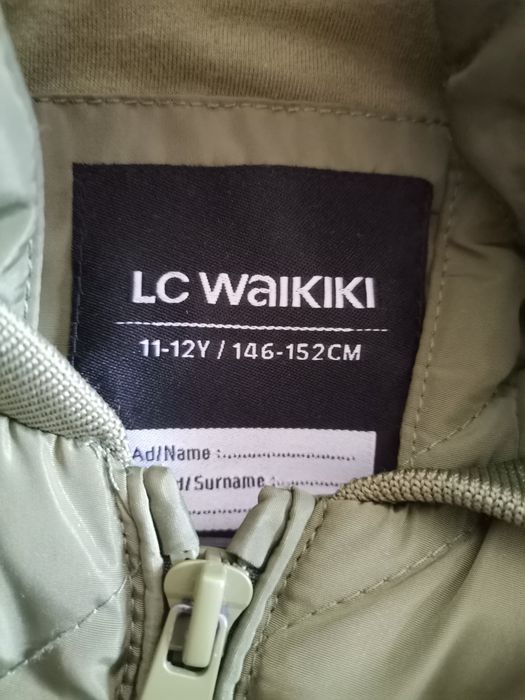 LC WAIKIKI
11-12Y / 146-152CM
Ad/Name :....................
/Surname :............